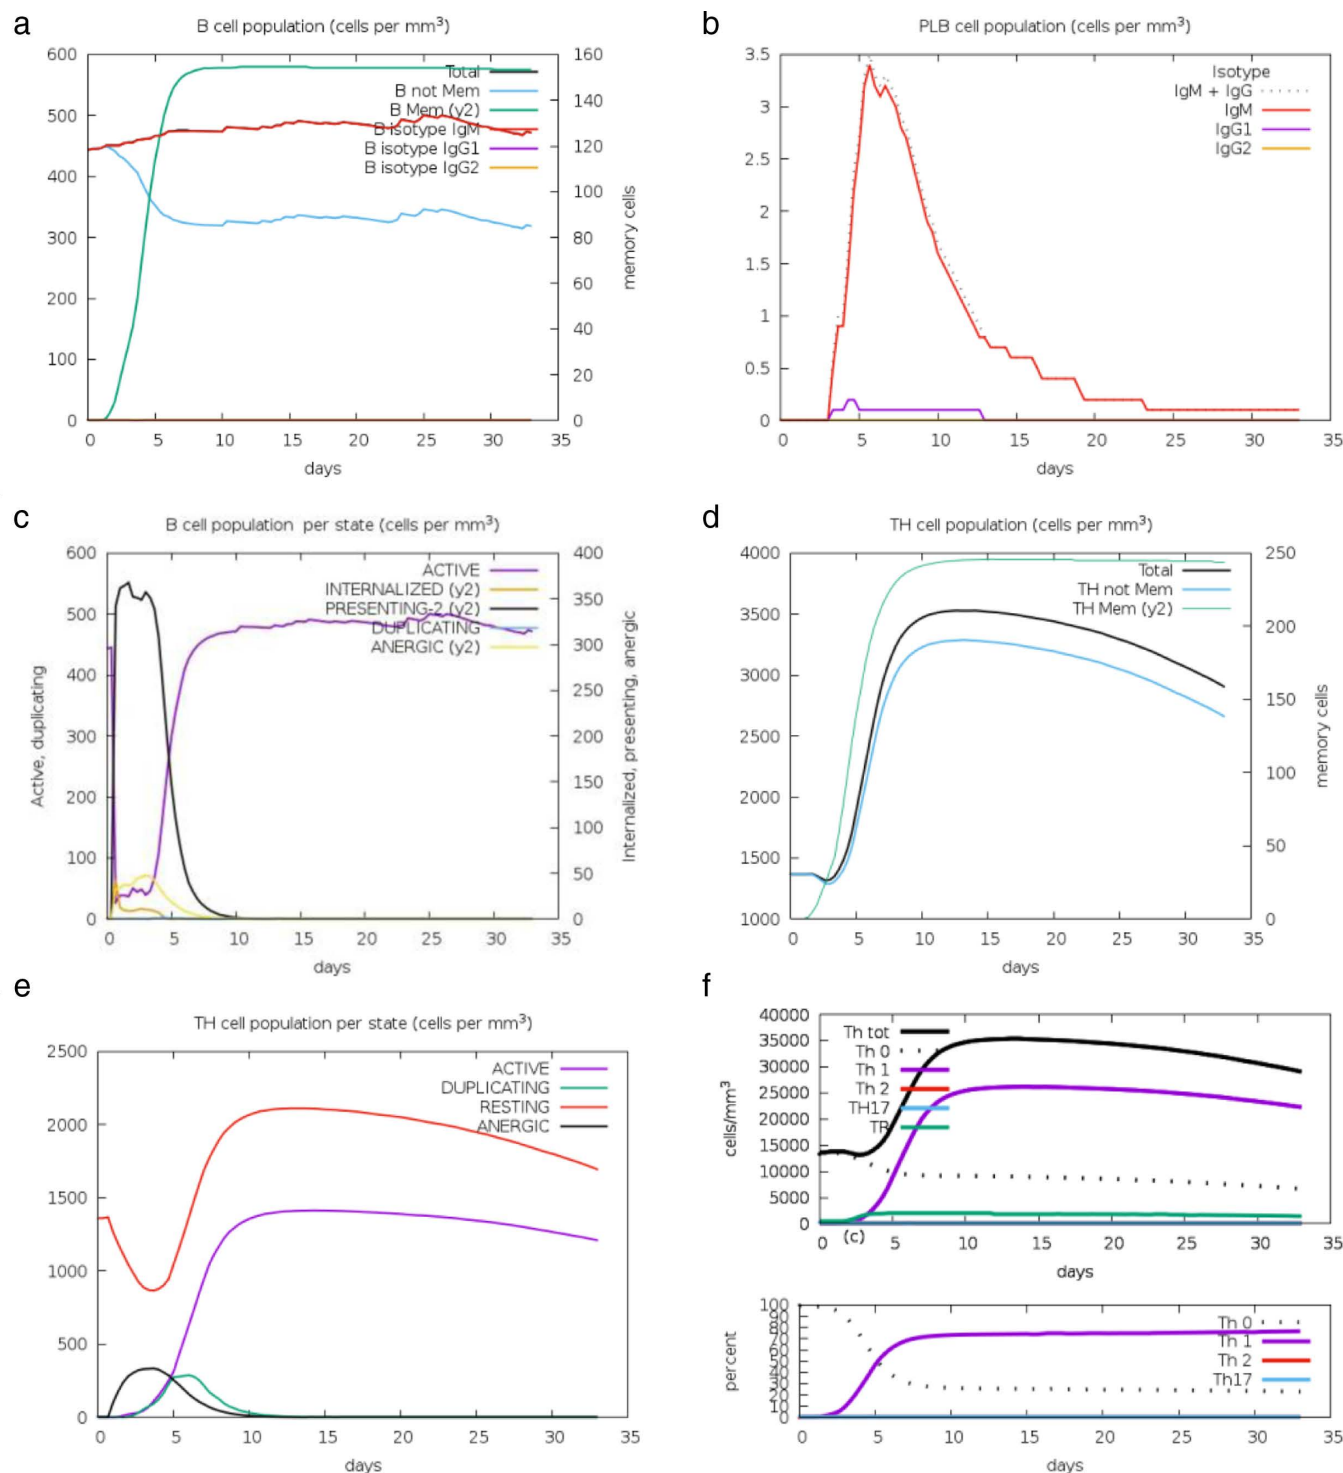 a
B cell population (cells per mm³)
600
500
400
300
200
100
0
160
140
120
100
80
60
40
20
0
Total
B not Mem
B Mem (y2)
B isotype IgM
B isotype IgG1
B isotype IgG2
memory cells
0 5 10 15 20 25 30 35
days
b
PLB cell population (cells per mm³)
3.5
3
2.5
2
1.5
1
0.5
0
Isotype
IgM + IgG
IgM
IgG1
IgG2
0 5 10 15 20 25 30 35
days
c
B cell population per state (cells per mm³)
Active, duplicating
600
500
400
300
200
100
0
400
350
300
250
200
150
100
50
0
ACTIVE
INTERNALIZED (y2)
PRESENTING-2 (y2)
DUPLICATING
ANERGIC (y2)
Internalized, presenting, anergic
0 5 10 15 20 25 30 35
days
d
TH cell population (cells per mm³)
4000
3500
3000
2500
2000
1500
1000
250
200
150
100
50
0
Total
TH not Mem
TH Mem (y2)
memory cells
0 5 10 15 20 25 30 35
days
e
TH cell population per state (cells per mm³)
2500
2000
1500
1000
500
0
ACTIVE
DUPLICATING
RESTING
ANERGIC
0 5 10 15 20 25 30 35
days
f
cells/mm³
40000
35000
30000
25000
20000
15000
10000
5000
0
Th tot
Th 0
Th 1
Th 2
TH17
TR
0 (c) 5 10 15 20 25 30 35
days
percent
100
90
80
70
60
50
40
30
20
10
0
Th 0
Th 1
Th 2
Th17
0 5 10 15 20 25 30 35
days